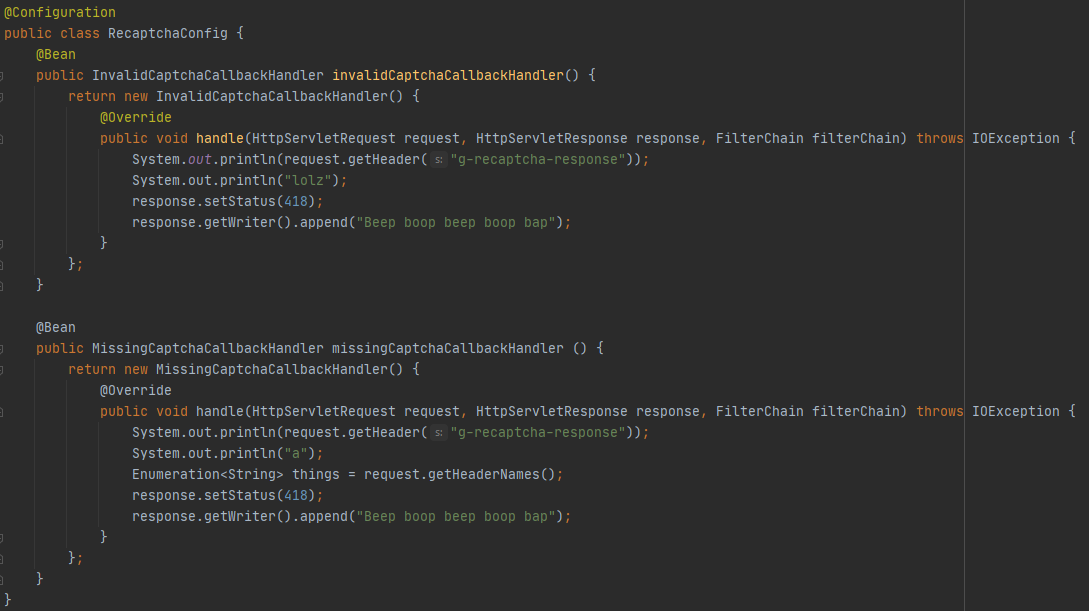 @Configuration
public class RecaptchaConfig {
    @Bean
    public InvalidCaptchaCallbackHandler invalidCaptchaCallbackHandler() {
        return new InvalidCaptchaCallbackHandler() {
            @Override
            public void handle(HttpServletRequest request, HttpServletResponse response, FilterChain filterChain) throws IOException {
                System.out.println(request.getHeader( s: "g-recaptcha-response"));
                System.out.println("lolz");
                response.setStatus(418);
                response.getWriter().append("Beep boop beep boop bap");
            }
        };
    }

    @Bean
    public MissingCaptchaCallbackHandler missingCaptchaCallbackHandler () {
        return new MissingCaptchaCallbackHandler() {
            @Override
            public void handle(HttpServletRequest request, HttpServletResponse response, FilterChain filterChain) throws IOException {
                System.out.println(request.getHeader( s: "g-recaptcha-response"));
                System.out.println("a");
                Enumeration<String> things = request.getHeaderNames();
                response.setStatus(418);
                response.getWriter().append("Beep boop beep boop bap");
            }
        };
    }
}